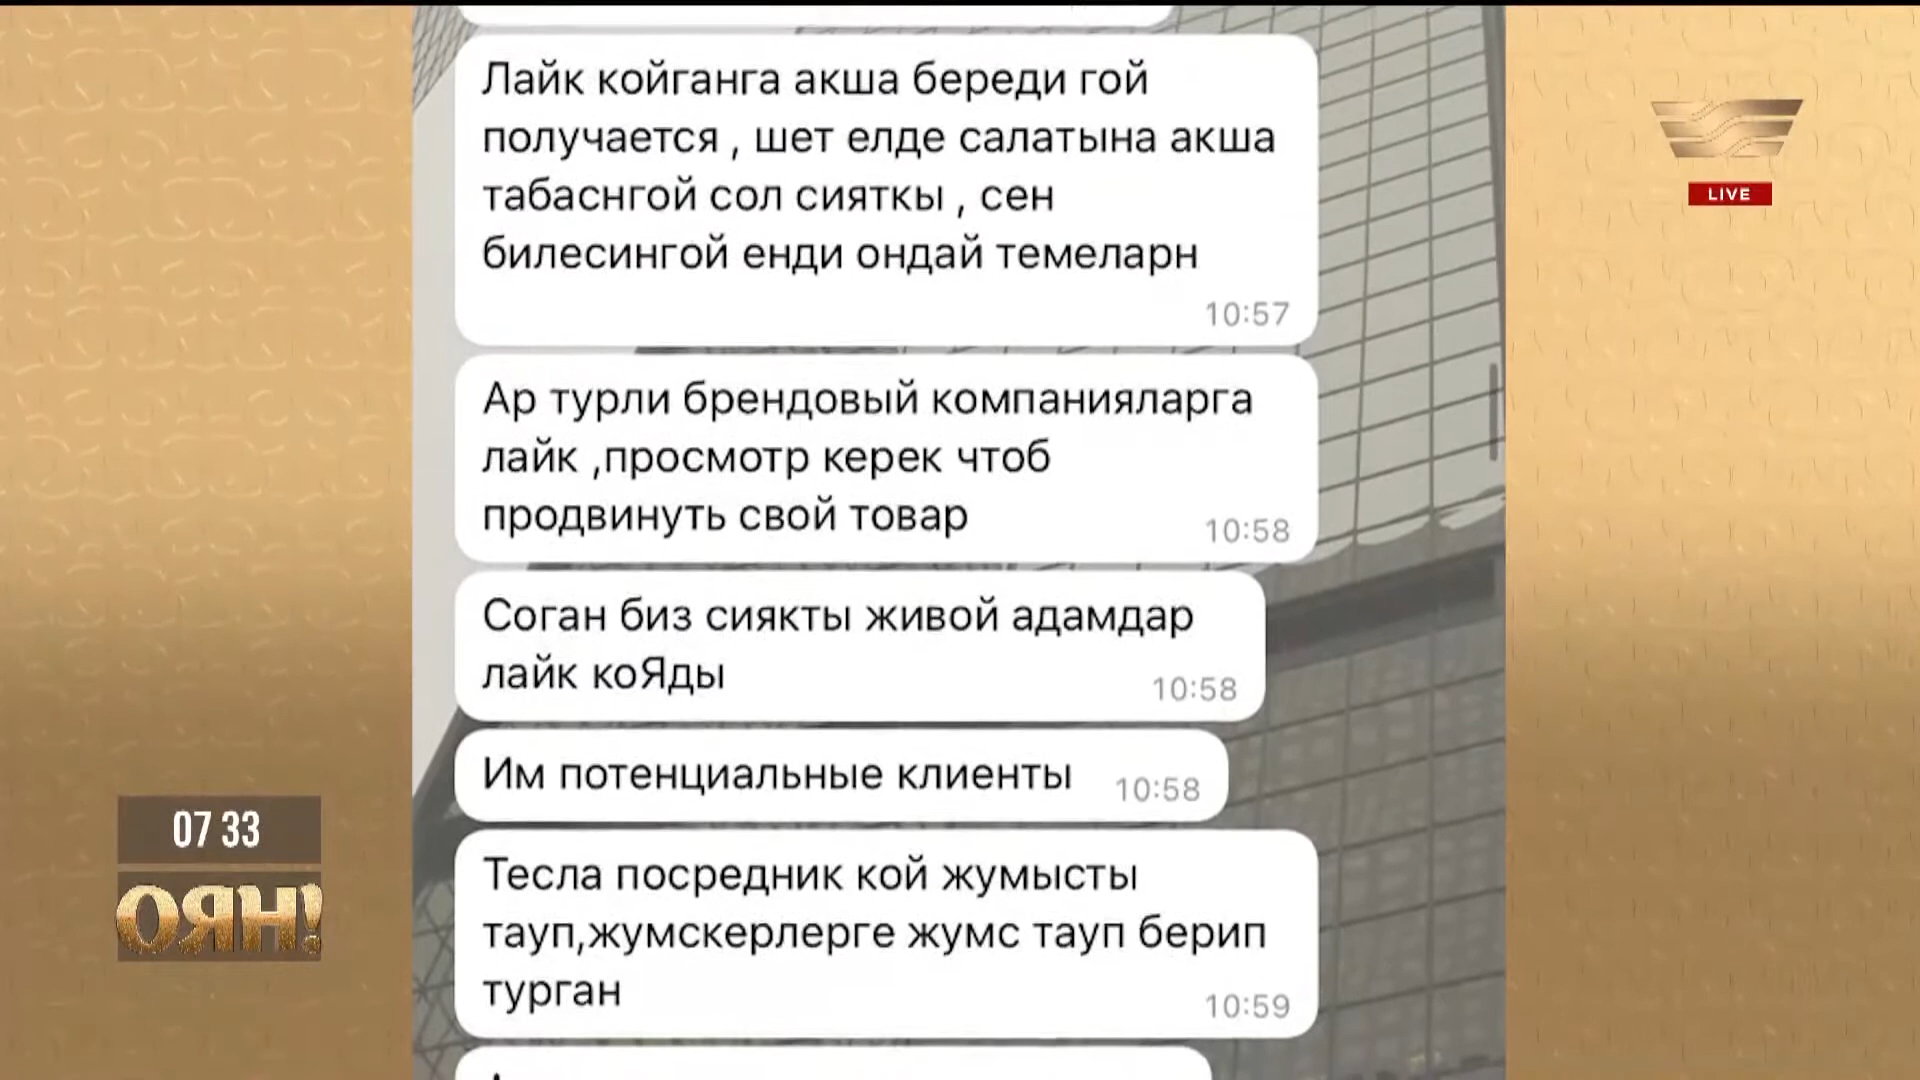 Лайк койганга акша береди гой
получается , шет елде салатына акша
табаснгой сол сияткы , сен
билесингой енди ондай темеларн
10:57
Ар турли брендовый компанияларга
лайк ,просмотр керек чтоб
продвинуть свой товар
10:58
Соган биз сиякты живой адамдар
лайк коЯды
10:58
Им потенциальные клиенты
10:58
Тесла посредник кой жумысты
тауп,жумскерлерге жумс тауп берип
турган
10:59
LIVE
07 33
ОЯН!